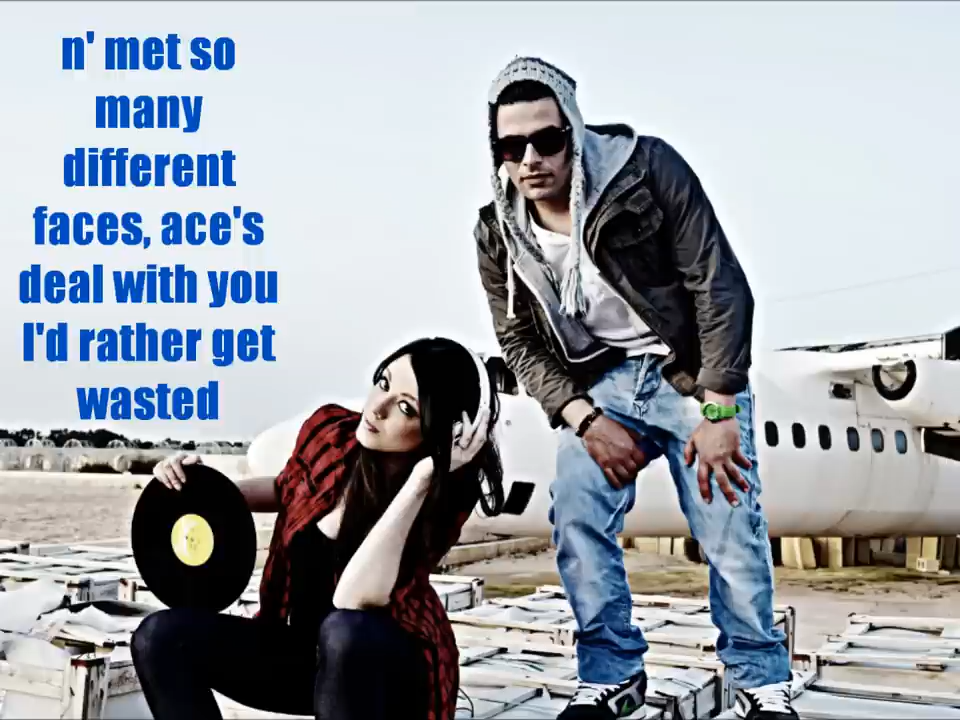 n' met so
many
different
faces, ace's
deal with you
I'd rather get
wasted